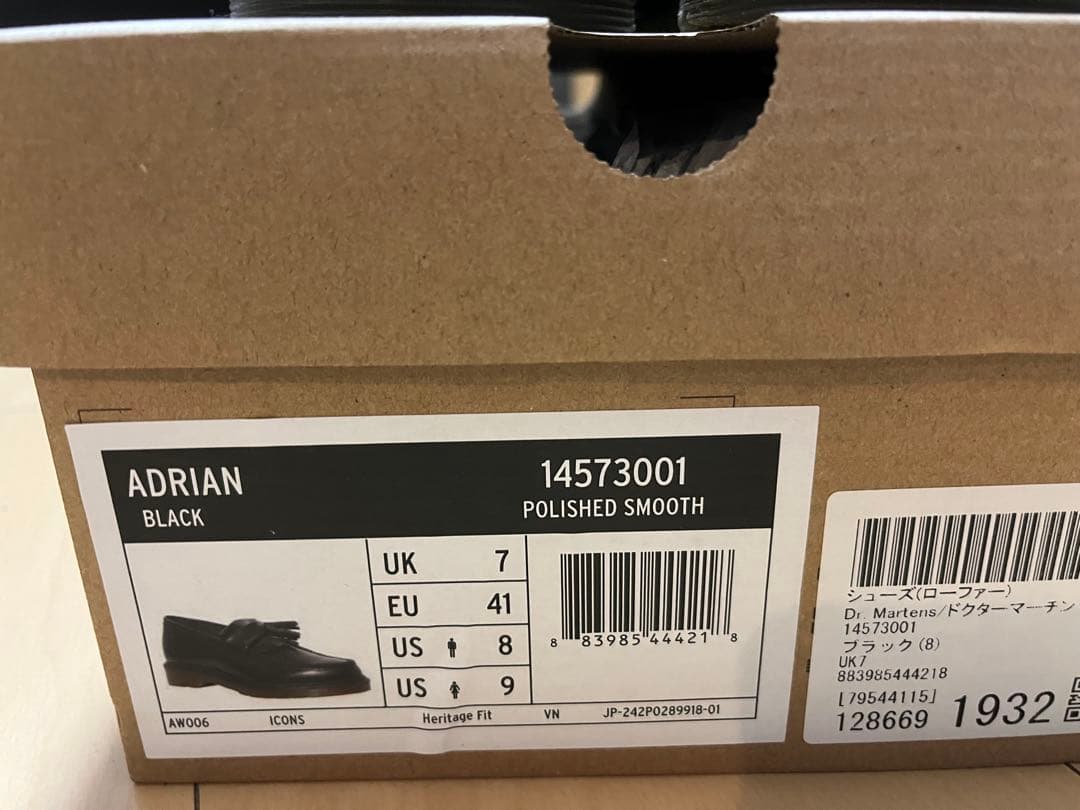 ADRIAN
BLACK
14573001
POLISHED SMOOTH
UK 7
EU 41
US 8
US 9
8 83985 44421 8
AW006 ICONS Heritage Fit VN JP-242P0289918-01
シューズ(ローファー)
Dr. Martens/ドクターマーチン
14573001
ブラック(8)
UK7
883985444218
[79544115]
128669 1932